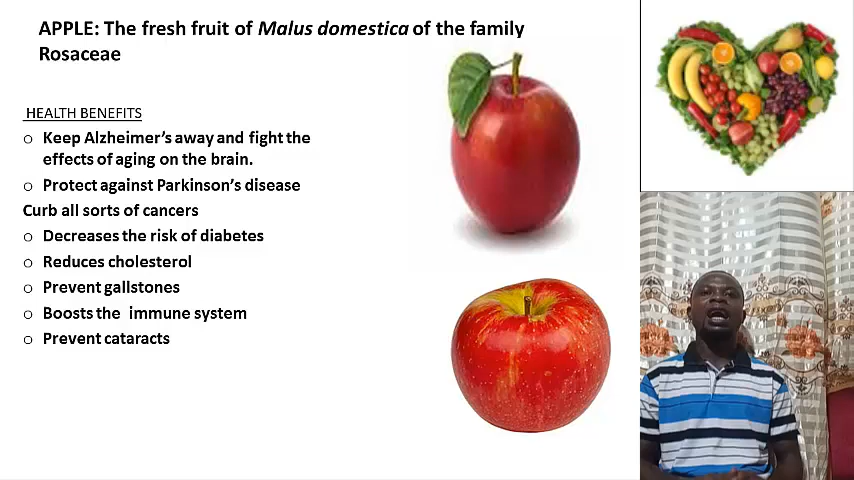 APPLE: The fresh fruit of Malus domestica of the family
Rosaceae
HEALTH BENEFITS
o Keep Alzheimer's away and fight the
effects of aging on the brain.
o Protect against Parkinson's disease
Curb all sorts of cancers
o Decreases the risk of diabetes
o Reduces cholesterol
o Prevent gallstones
o Boosts the  immune system
o Prevent cataracts